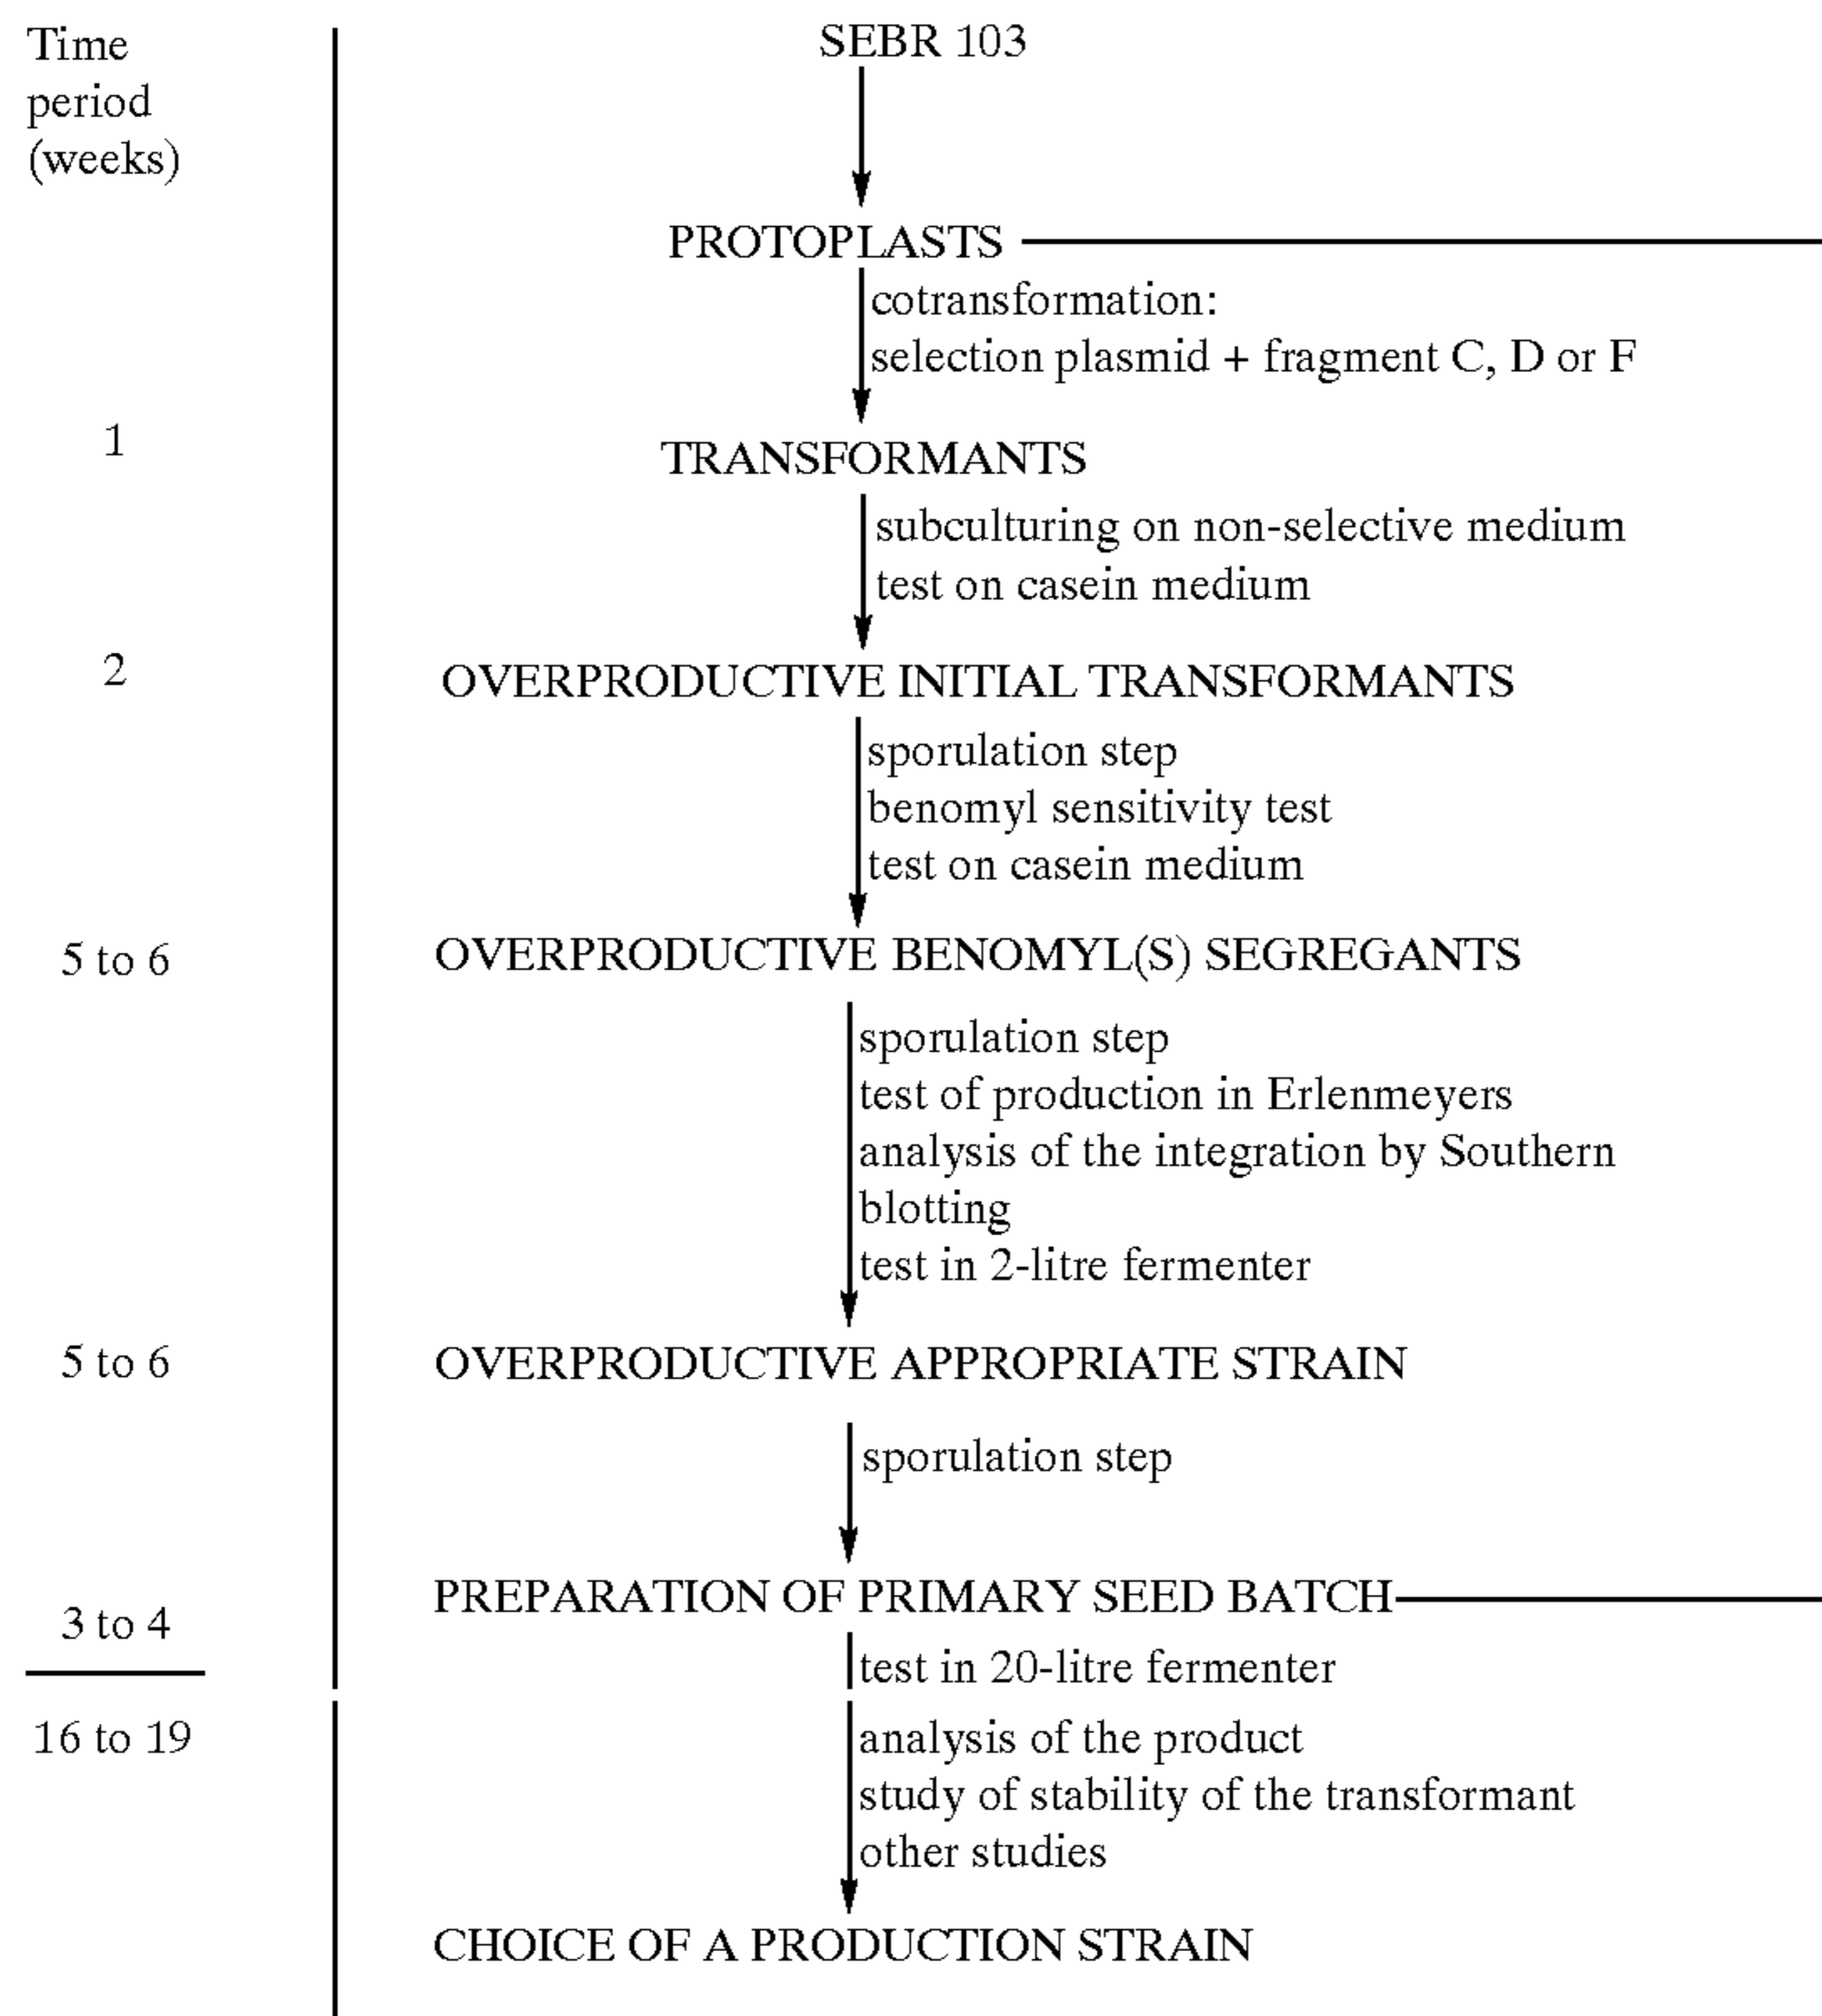 Time
period
(weeks)
SEBR 103
PROTOPLASTS
cotransformation:
selection plasmid + fragment C, D or F
1
TRANSFORMANTS
subculturing on non-selective medium
test on casein medium
2
OVERPRODUCTIVE INITIAL TRANSFORMANTS
sporulation step
benomyl sensitivity test
test on casein medium
5 to 6
OVERPRODUCTIVE BENOMYL(S) SEGREGANTS
sporulation step
test of production in Erlenmeyers
analysis of the integration by Southern
blotting
test in 2-litre fermenter
5 to 6
OVERPRODUCTIVE APPROPRIATE STRAIN
sporulation step
PREPARATION OF PRIMARY SEED BATCH
3 to 4
test in 20-litre fermenter
16 to 19
analysis of the product
study of stability of the transformant
other studies
CHOICE OF A PRODUCTION STRAIN